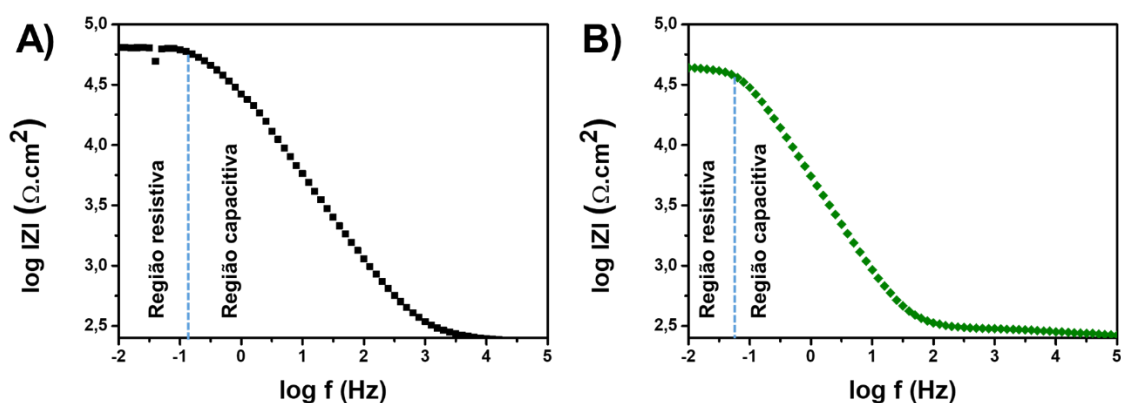 A)
5,0
4,5
4,0
3,5
3,0
2,5
log |Z| (Ω.cm²)
Região resistiva
Região capacitiva
-2 -1 0 1 2 3 4 5
log f (Hz)
B)
5,0
4,5
4,0
3,5
3,0
2,5
log |Z| (Ω.cm²)
Região resistiva
Região capacitiva
-2 -1 0 1 2 3 4 5
log f (Hz)